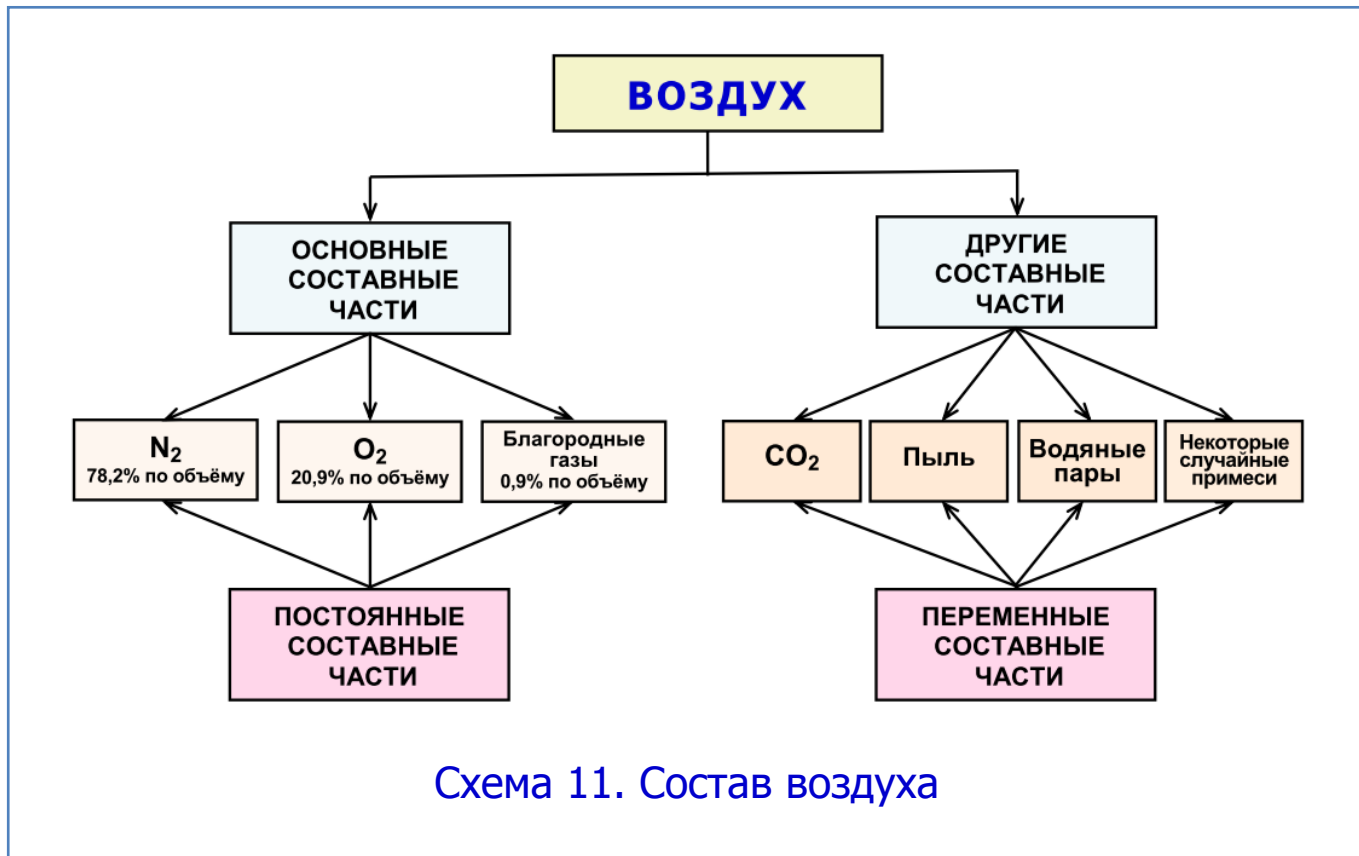 ВОЗДУХ
ОСНОВНЫЕ
СОСТАВНЫЕ
ЧАСТИ
ДРУГИЕ
СОСТАВНЫЕ
ЧАСТИ
N₂
78,2% по объёму
O₂
20,9% по объёму
Благородные
газы
0,9% по объёму
CO₂
Пыль
Водяные
пары
Некоторые
случайные
примеси
ПОСТОЯННЫЕ
СОСТАВНЫЕ
ЧАСТИ
ПЕРЕМЕННЫЕ
СОСТАВНЫЕ
ЧАСТИ
Схема 11. Состав воздуха